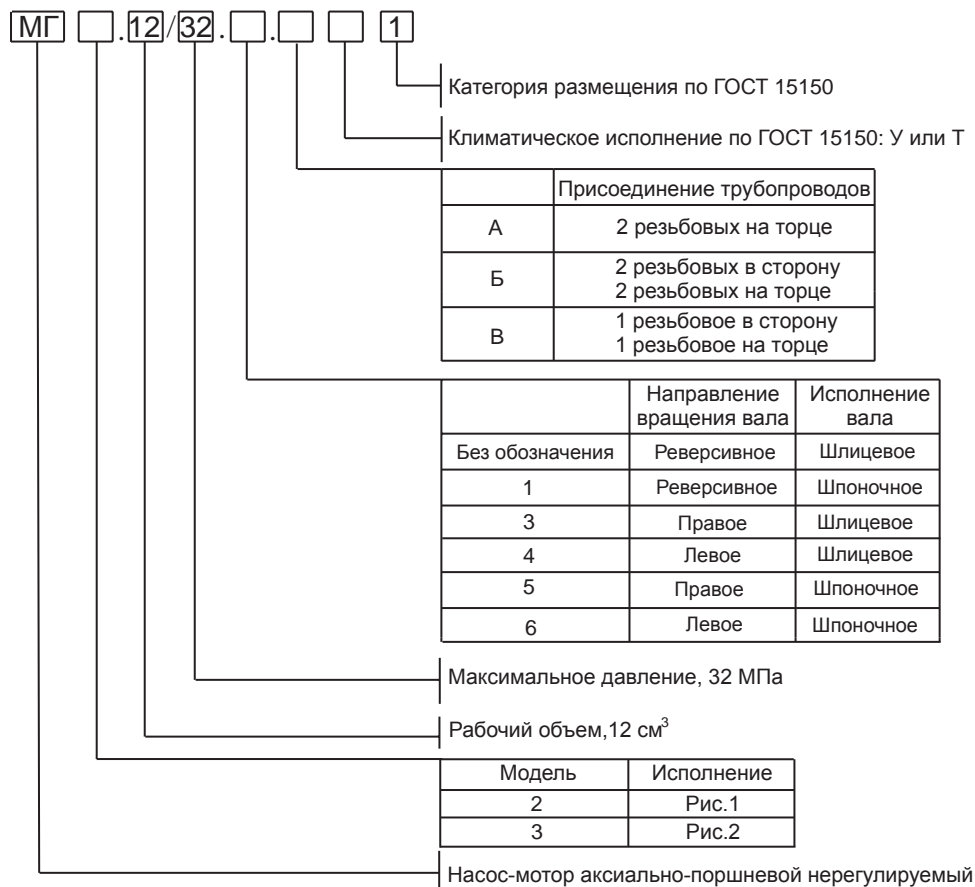 МГ .12/32. . 1
Категория размещения по ГОСТ 15150
Климатическое исполнение по ГОСТ 15150: У или Т
Присоединение трубопроводов
А 2 резьбовых на торце
Б 2 резьбовых в сторону
2 резьбовых на торце
В 1 резьбовое в сторону
1 резьбовое на торце
Направление вращения вала Исполнение вала
Без обозначения Реверсивное Шлицевое
1 Реверсивное Шпоночное
3 Правое Шлицевое
4 Левое Шлицевое
5 Правое Шпоночное
6 Левое Шпоночное
Максимальное давление, 32 МПа
Рабочий объем,12 см³
Модель Исполнение
2 Рис.1
3 Рис.2
Насос-мотор аксиально-поршневой нерегулируемый